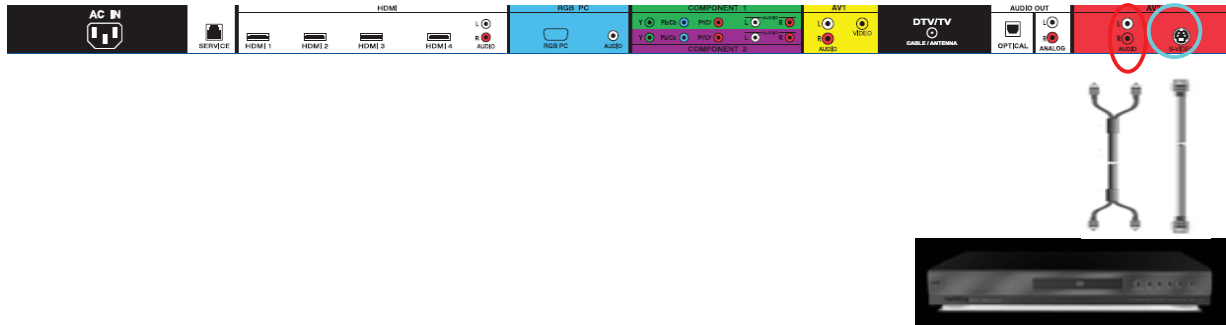 AC IN
SERVICE
HDMI
HDMI 1 HDMI 2 HDMI 3 HDMI 4
L
R
AUDIO
RGB PC
RGB PC AUDIO
COMPONENT 1
Y Pb/Cb Pr/Cr L AUDIO R
Y Pb/Cb Pr/Cr L AUDIO R
COMPONENT 2
AV1
L
R
AUDIO
VIDEO
DTV/TV
CABLE / ANTENNA
AUDIO OUT
OPTICAL
L
R
ANALOG
L
R
AUDIO
S-VIDEO